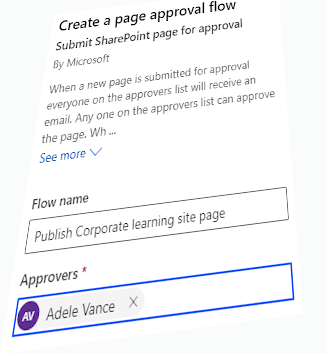 Create a page approval flow
Submit SharePoint page for approval
By Microsoft
When a new page is submitted for approval
everyone on the approvers list will receive an
email. Any one on the approvers list can approve
the page. Wh ...
See more
Flow name
Publish Corporate learning site page
Approvers *
AV Adele Vance X